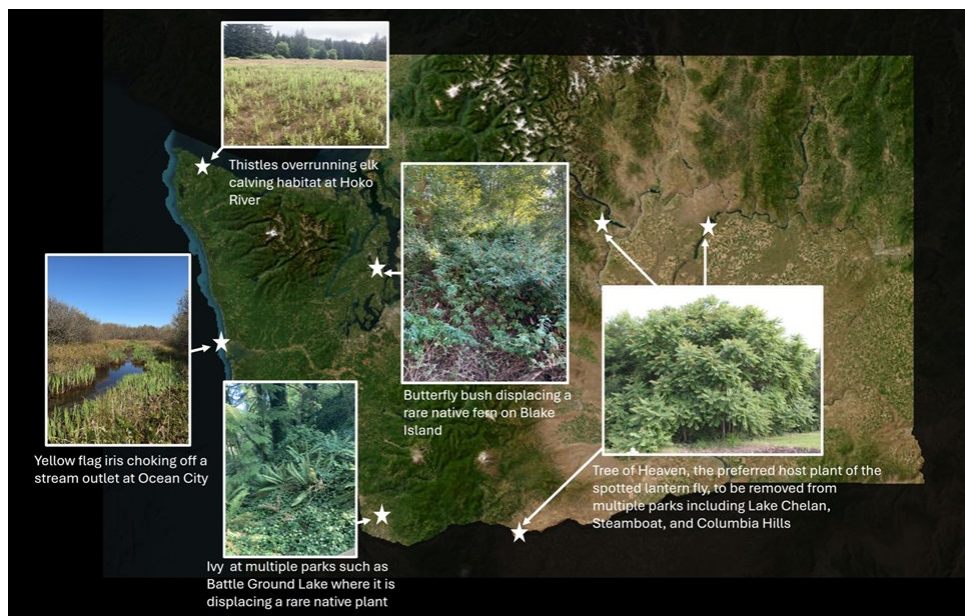 Thistles overrunning elk
calving habitat at Hoko
River
Butterfly bush displacing a
rare native fern on Blake
Island
Yellow flag iris choking off a
stream outlet at Ocean City
Tree of Heaven, the preferred host plant of the
spotted lantern fly, to be removed from
multiple parks including Lake Chelan,
Steamboat, and Columbia Hills
Ivy at multiple parks such as
Battle Ground Lake where it is
displacing a rare native plant